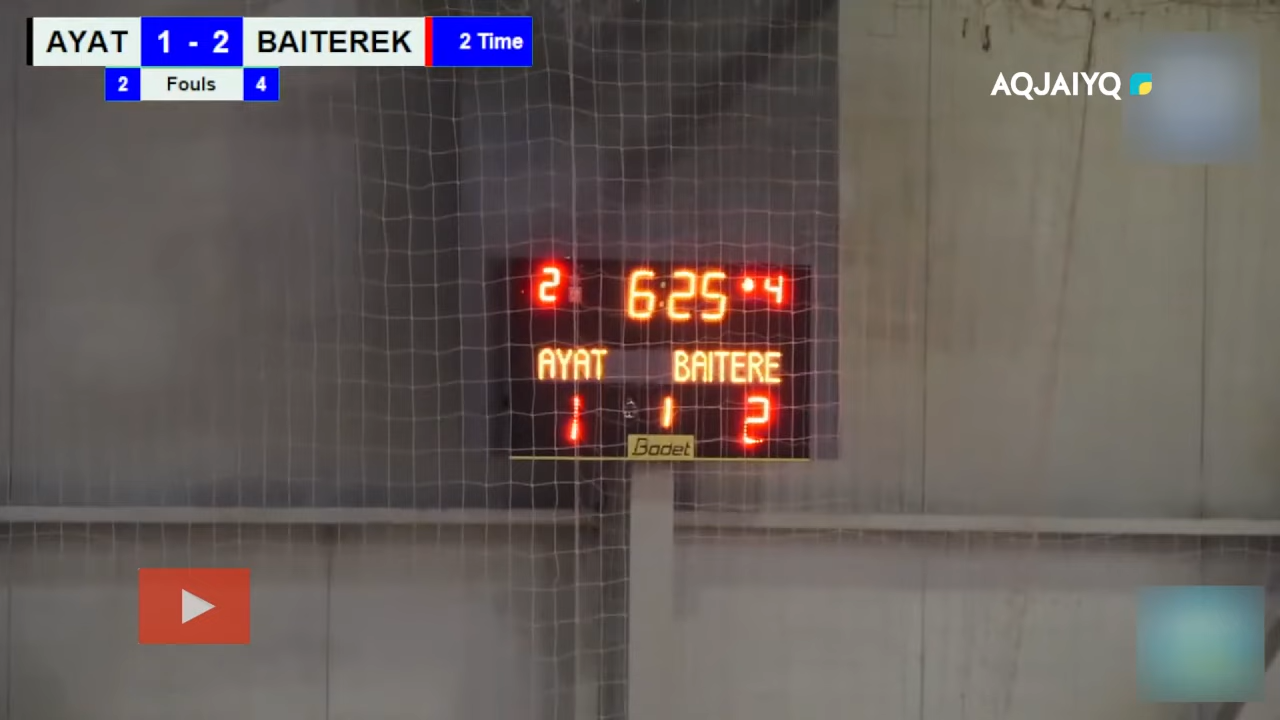 AYAT 1 - 2 BAITEREK 2 Time
2 Fouls 4
AQJAIYQ
2 6:25 4
AYAT BAITERE
1 1 2
Bodet